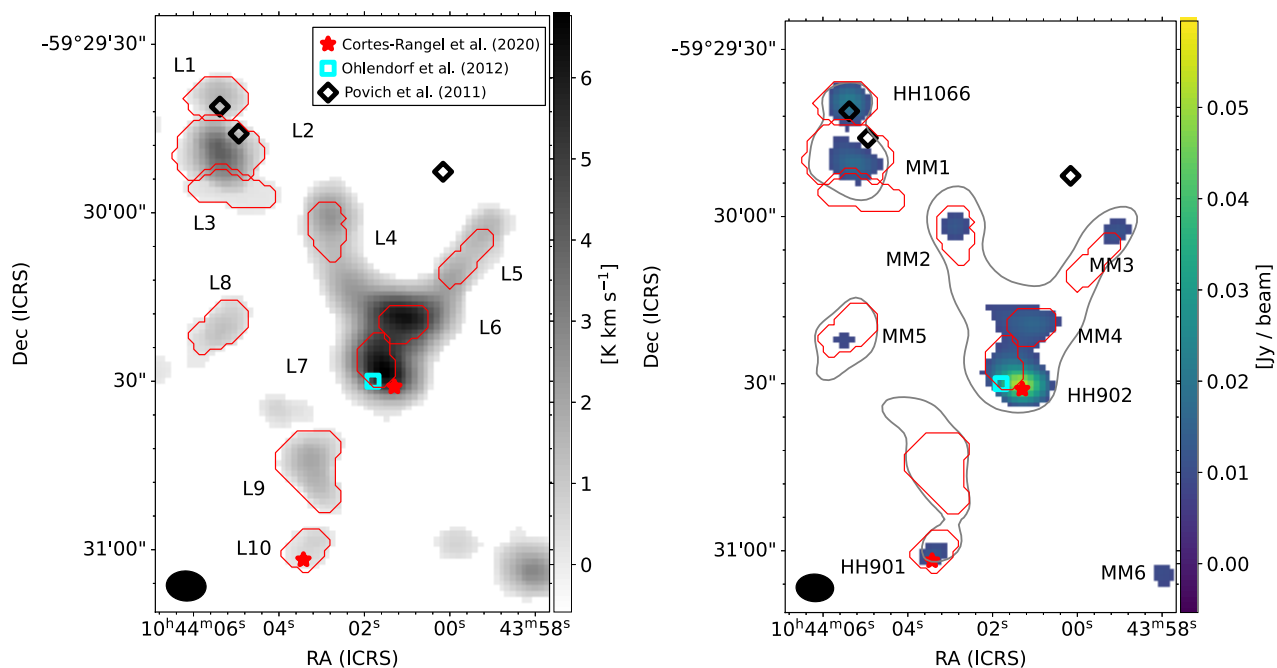 Cortes-Rangel et al. (2020)
Ohlendorf et al. (2012)
Povich et al. (2011)
L1
L2
L3
L4
L5
L6
L7
L8
L9
L10
-59°29'30"
30'00"
30"
31'00"
Dec (ICRS)
10ʰ44ᵐ06ˢ
04ˢ
02ˢ
00ˢ
43ᵐ58ˢ
RA (ICRS)
6
5
4
3
2
1
0
[K km s⁻¹]
HH1066
MM1
MM2
MM3
MM4
MM5
HH902
HH901
MM6
-59°29'30"
30'00"
30"
31'00"
Dec (ICRS)
10ʰ44ᵐ06ˢ
04ˢ
02ˢ
00ˢ
43ᵐ58ˢ
RA (ICRS)
0.05
0.04
0.03
0.02
0.01
0.00
[Jy / beam]